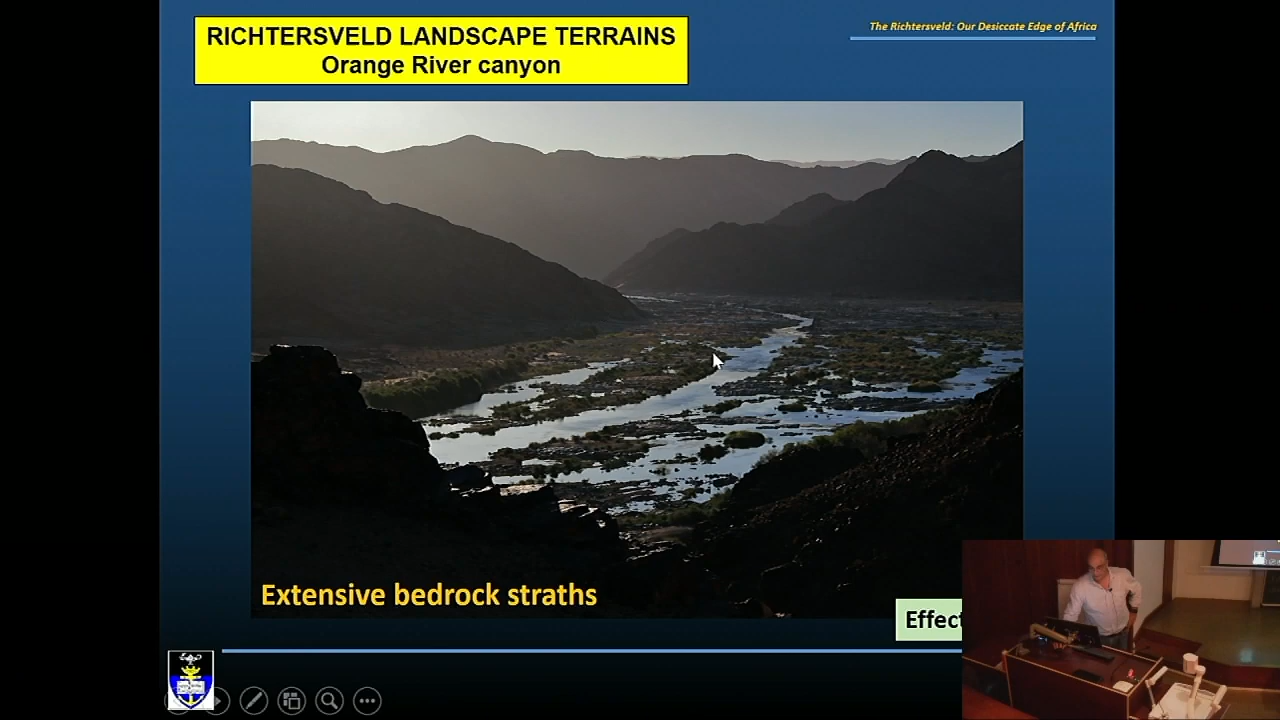 RICHTERSVELD LANDSCAPE TERRAINS
Orange River canyon
The Richtersveld: Our Desiccate Edge of Africa
Extensive bedrock straths
Effect